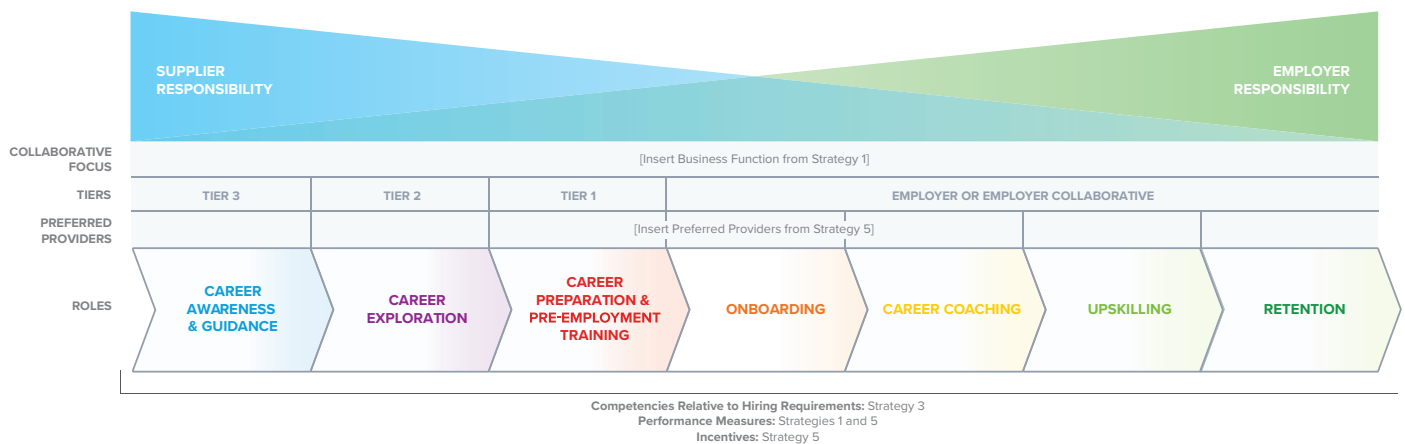 SUPPLIER
RESPONSIBILITY
EMPLOYER
RESPONSIBILITY
COLLABORATIVE
FOCUS
[Insert Business Function from Strategy 1]
TIERS
TIER 3
TIER 2
TIER 1
EMPLOYER OR EMPLOYER COLLABORATIVE
PREFERRED
PROVIDERS
[Insert Preferred Providers from Strategy 5]
ROLES
CAREER
AWARENESS
& GUIDANCE
CAREER
EXPLORATION
CAREER
PREPARATION &
PRE-EMPLOYMENT
TRAINING
ONBOARDING
CAREER COACHING
UPSKILLING
RETENTION
Competencies Relative to Hiring Requirements: Strategy 3
Performance Measures: Strategies 1 and 5
Incentives: Strategy 5